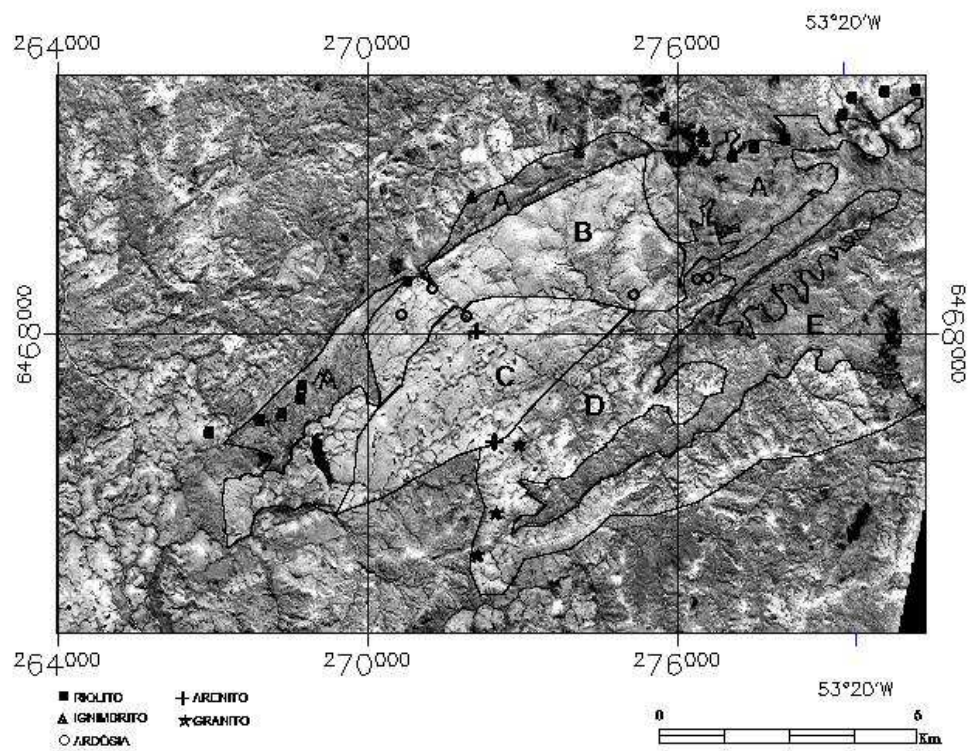 53°20'W
264000 270000 276000
A
A
B
6468000 6468000
E
A
C
D
264000 270000 276000
53°20'W
RIOLITO ARENITO
IGNIMBRITO GRANITO
ARDÓSIA
0 5
Km